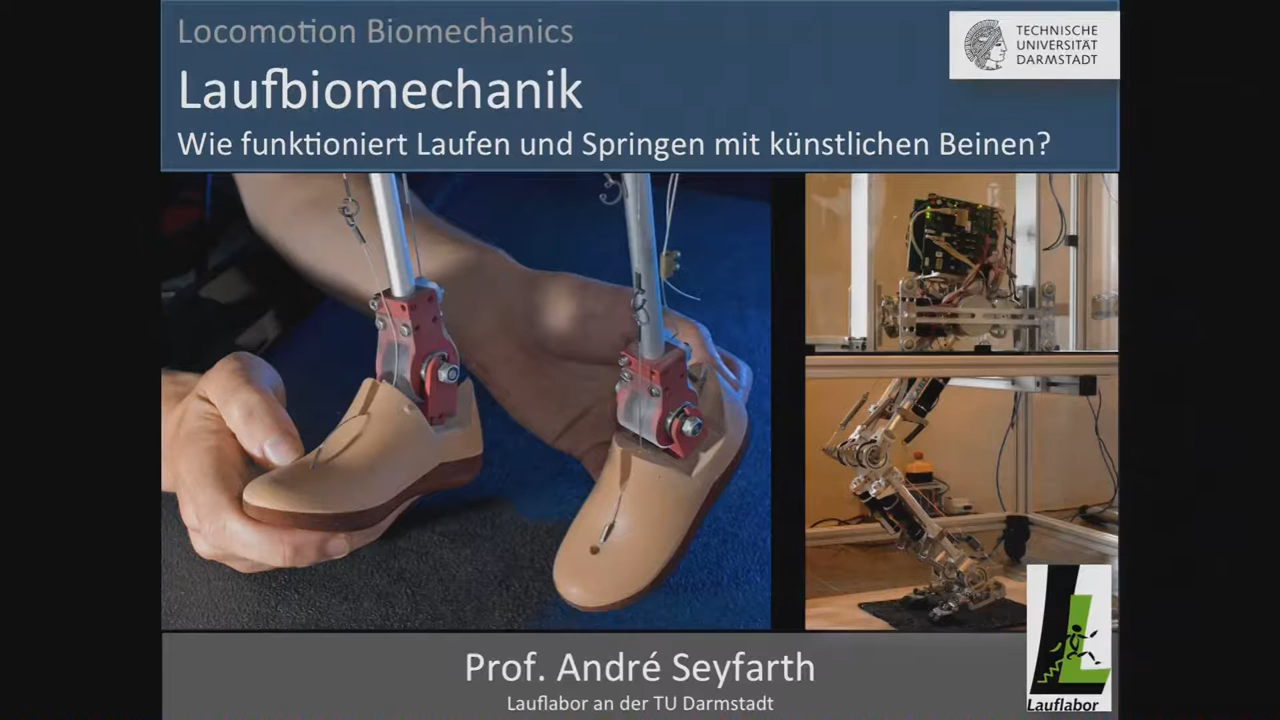 Locomotion Biomechanics
Laufbiomechanik
Wie funktioniert Laufen und Springen mit künstlichen Beinen?
TECHNISCHE
UNIVERSITÄT
DARMSTADT
Prof. André Seyfarth
Lauflabor an der TU Darmstadt
L
Lauflabor